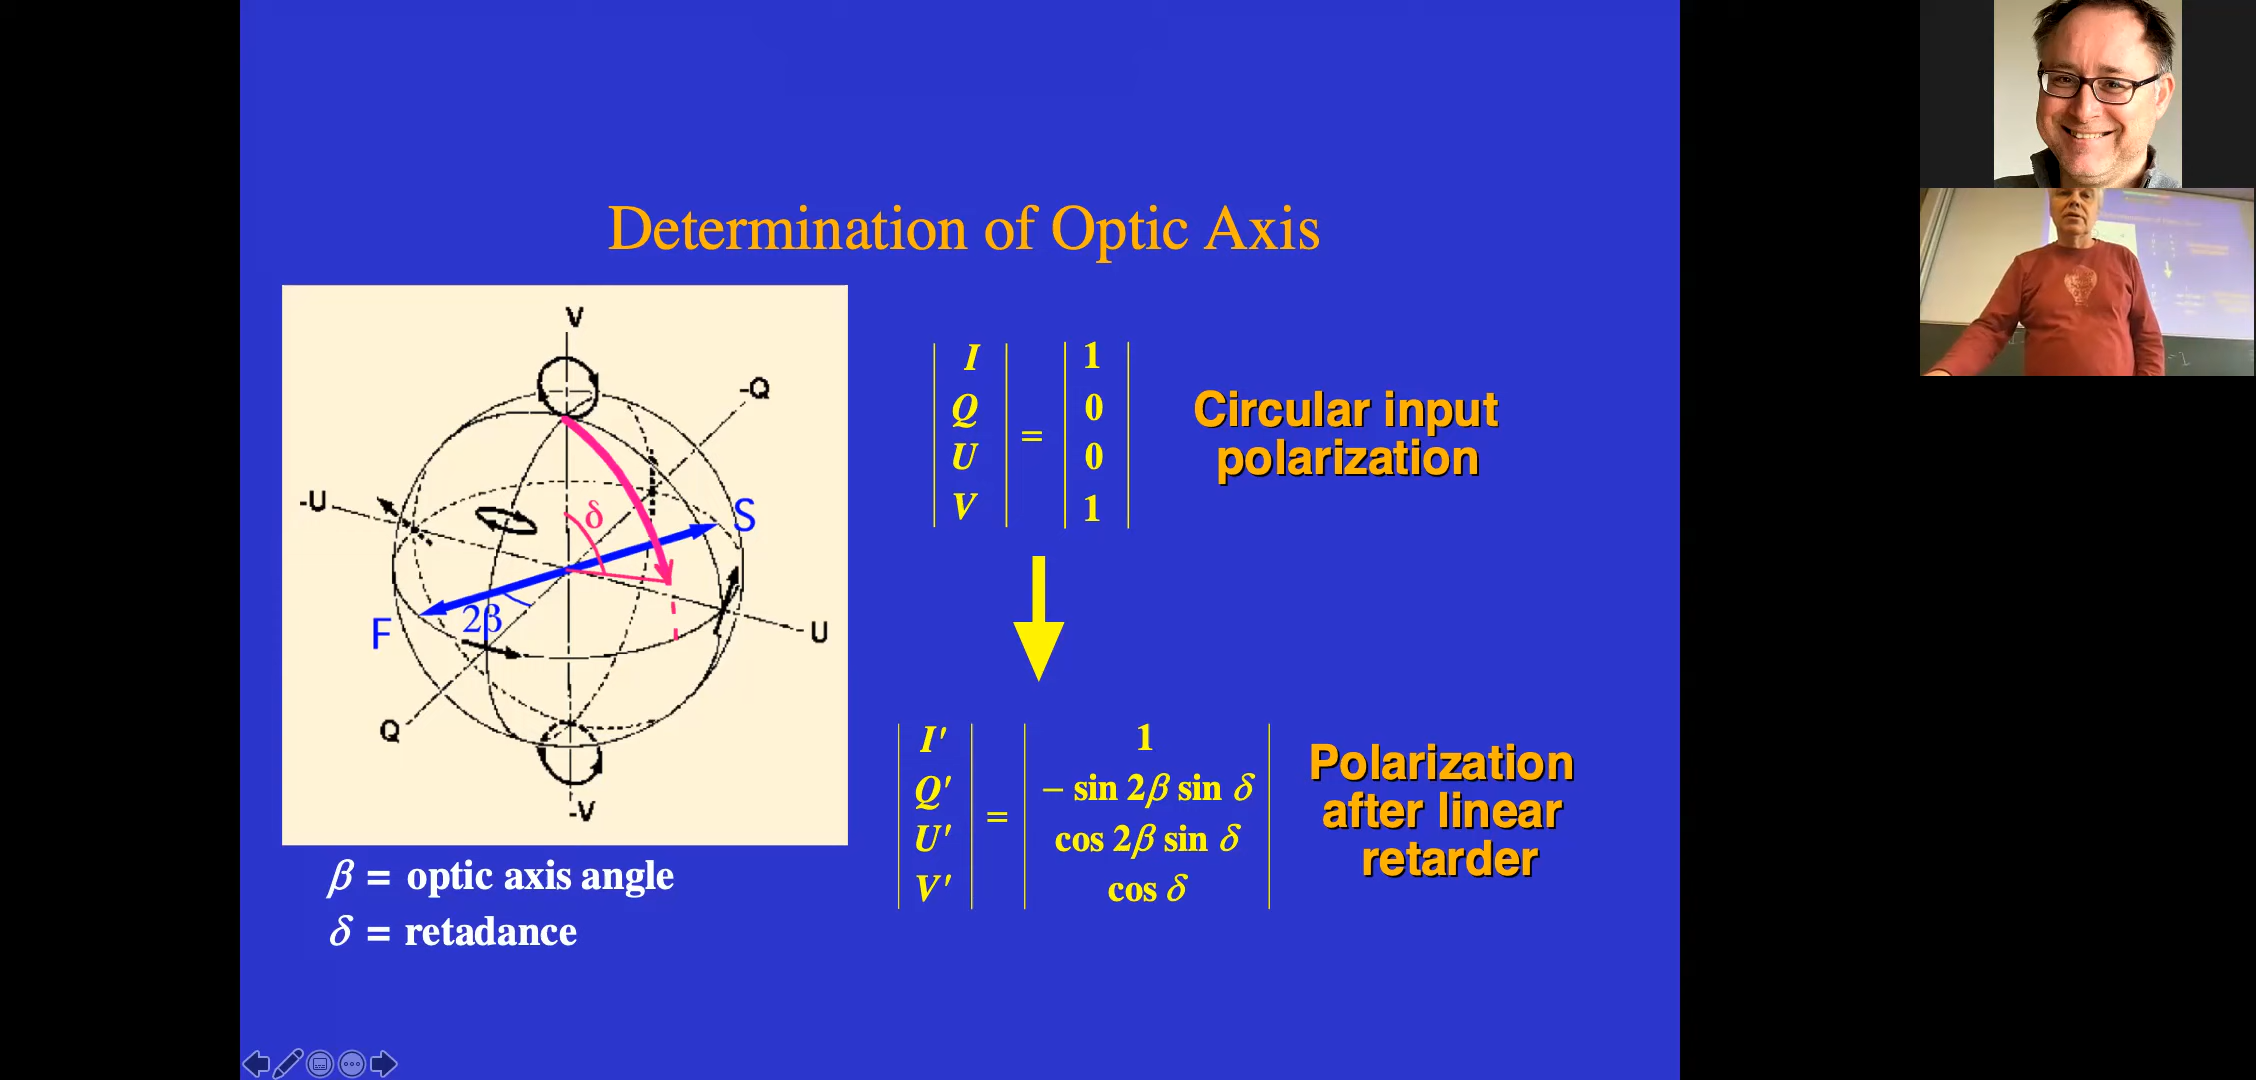 Determination of Optic Axis
V
-Q
-U
δ
S
2β
F
U
Q
-V
I
Q
U
V
=
1
0
0
1
Circular input
polarization
I′
Q′
U′
V′
=
1
− sin 2β sin δ
cos 2β sin δ
cos δ
Polarization
after linear
retarder
β = optic axis angle
δ = retadance